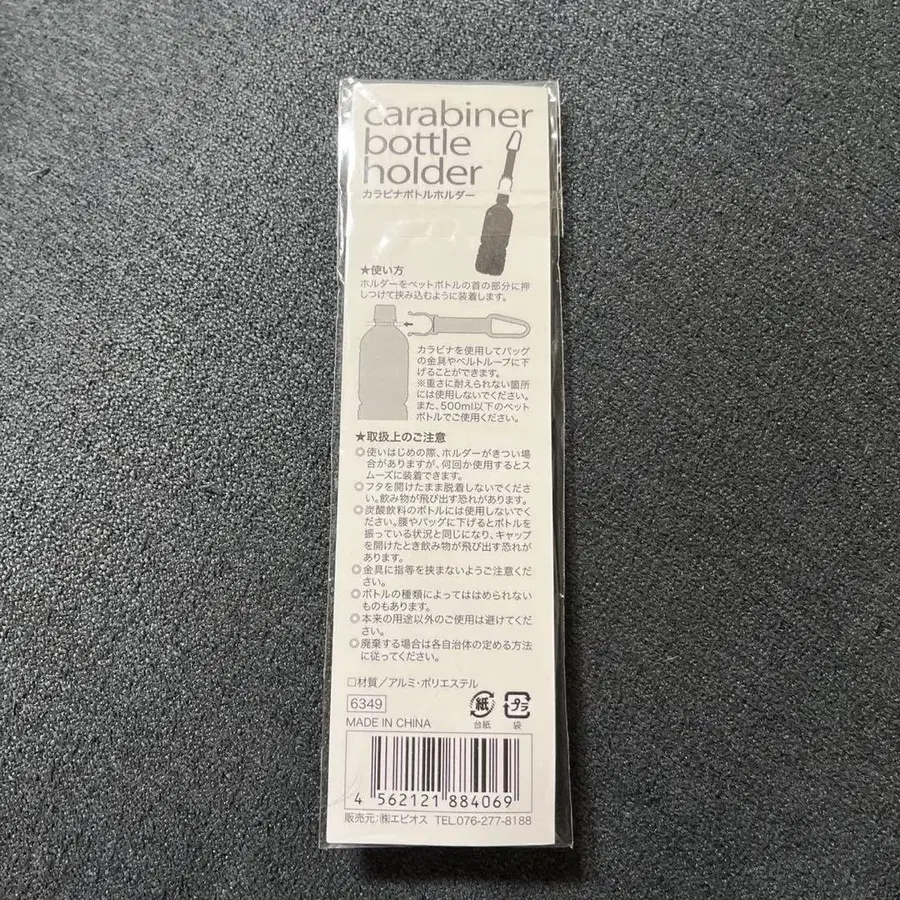 carabiner
bottle
holder
カラビナボトルホルダー
★使い方
ホルダーをペットボトルの首の部分に押
しつけて挟み込むように装着します。
カラビナを使用してバッグ
の金具やベルトループに下
げることができます。
※重さに耐えられない箇所
には使用しないでください。
また、500ml以下のペット
ボトルでご使用ください。
★取扱上のご注意
◎使いはじめの際、ホルダーがきつい場
合がありますが、何回か使用するとス
ムーズに装着できます。
◎フタを開けたまま脱着しないでくださ
い。飲み物が飛び出す恐れがあります。
◎炭酸飲料のボトルには使用しないでく
ださい。腰やバッグに下げるとボトルを
振っている状況と同じになり、キャップ
を開けたとき飲み物が飛び出す恐れが
あります。
◎金具に指等を挟まないようご注意くだ
さい。
◎ボトルの種類によってははめられない
ものもあります。
◎本来の用途以外のご使用は避けてくだ
さい。
◎廃棄する場合は各自治体の定める方法
に従ってください。
□材質／アルミ・ポリエステル
6349
MADE IN CHINA
紙
台紙
プラ
袋
4 562121 884069
販売元:㈱エピオス TEL.076-277-8188